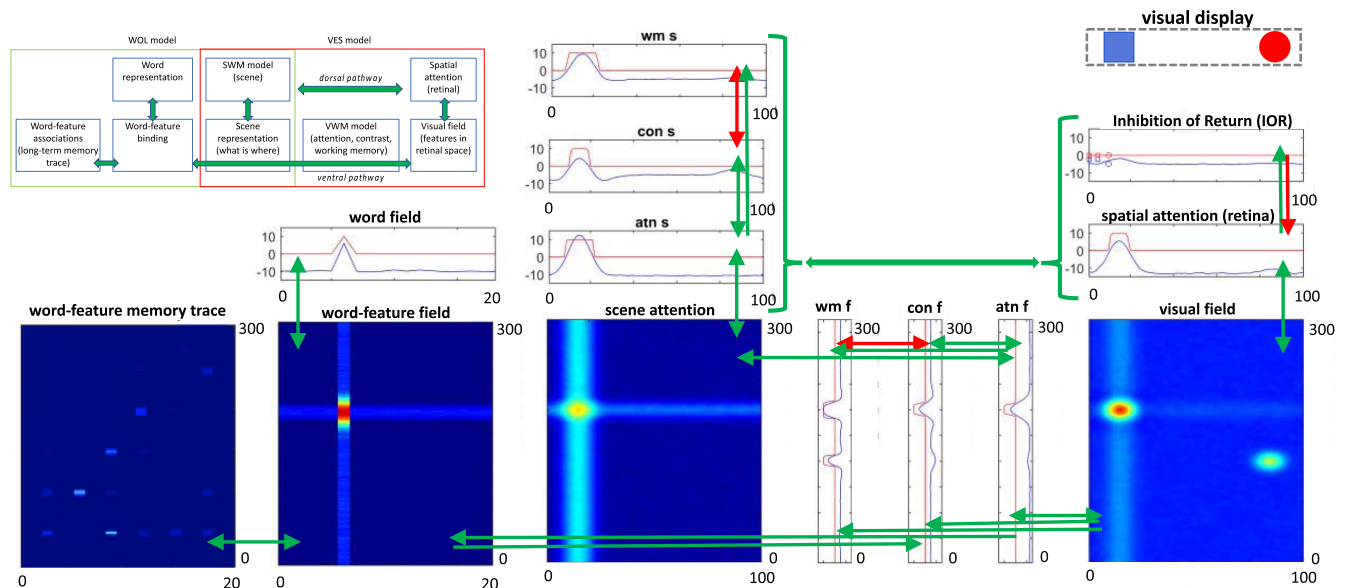 WOL model
VES model
Word
representation
SWM model
(scene)
dorsal pathway
Spatial
attention
(retinal)
Word-feature
associations
(long-term memory
trace)
Word-feature
binding
Scene
representation
(what is where)
VWM model
(attention, contrast,
working memory)
Visual field
(features in
retinal space)
ventral pathway
wm s
10
0
-10
0
100
con s
10
0
-10
0
100
atn s
10
0
-10
0
100
visual display
Inhibition of Return (IOR)
0
-10
0
100
spatial attention (retina)
10
0
-10
0
100
word field
10
0
-10
0
20
word-feature memory trace
300
0
0
20
word-feature field
300
0
0
20
scene attention
300
0
0
100
wm f
con f
atn f
300
300
300
0
0
0
visual field
300
0
0
100